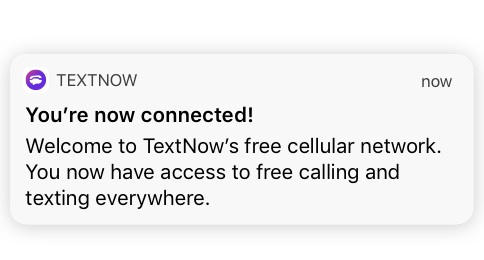 TEXTNOW now
You're now connected!
Welcome to TextNow's free cellular network.
You now have access to free calling and
texting everywhere.